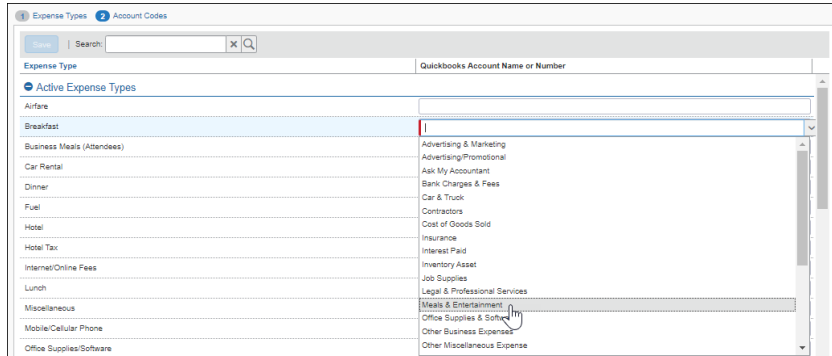 1 Expense Types 2 Account Codes
Save | Search:
Expense Type Quickbooks Account Name or Number
Active Expense Types
Airfare
Breakfast
Business Meals (Attendees)
Car Rental
Dinner
Fuel
Hotel
Hotel Tax
Internet/Online Fees
Lunch
Miscellaneous
Mobile/Cellular Phone
Office Supplies/Software
Advertising & Marketing
Advertising/Promotional
Ask My Accountant
Bank Charges & Fees
Car & Truck
Contractors
Cost of Goods Sold
Insurance
Interest Paid
Inventory Asset
Job Supplies
Legal & Professional Services
Meals & Entertainment
Office Supplies &
Other Business Expenses
Other Miscellaneous Expense